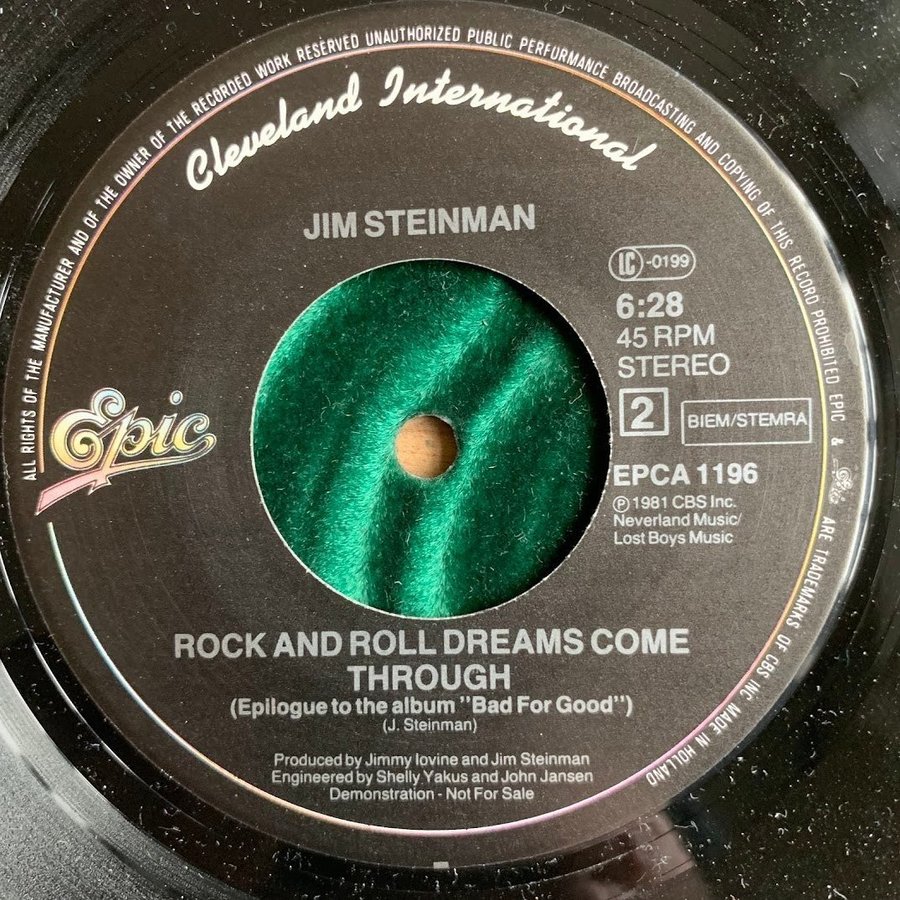 ALL RIGHTS OF THE MANUFACTURER AND OF THE OWNER OF THE RECORDED WORK RESERVED UNAUTHORIZED PUBLIC PERFORMANCE BROADCASTING AND COPYING OF THIS RECORD PROHIBITED EPIC & Epic ARE TRADEMARKS OF CBS INC MADE IN HOLLAND
Cleveland International
JIM STEINMAN
LC-0199
6:28
45 RPM
STEREO
2 BIEM/STEMRA
Epic
EPCA 1196
℗ 1981 CBS Inc.
Neverland Music/
Lost Boys Music
ROCK AND ROLL DREAMS COME
THROUGH
(Epilogue to the album "Bad For Good")
(J. Steinman)
Produced by Jimmy Iovine and Jim Steinman
Engineered by Shelly Yakus and John Jansen
Demonstration - Not For Sale